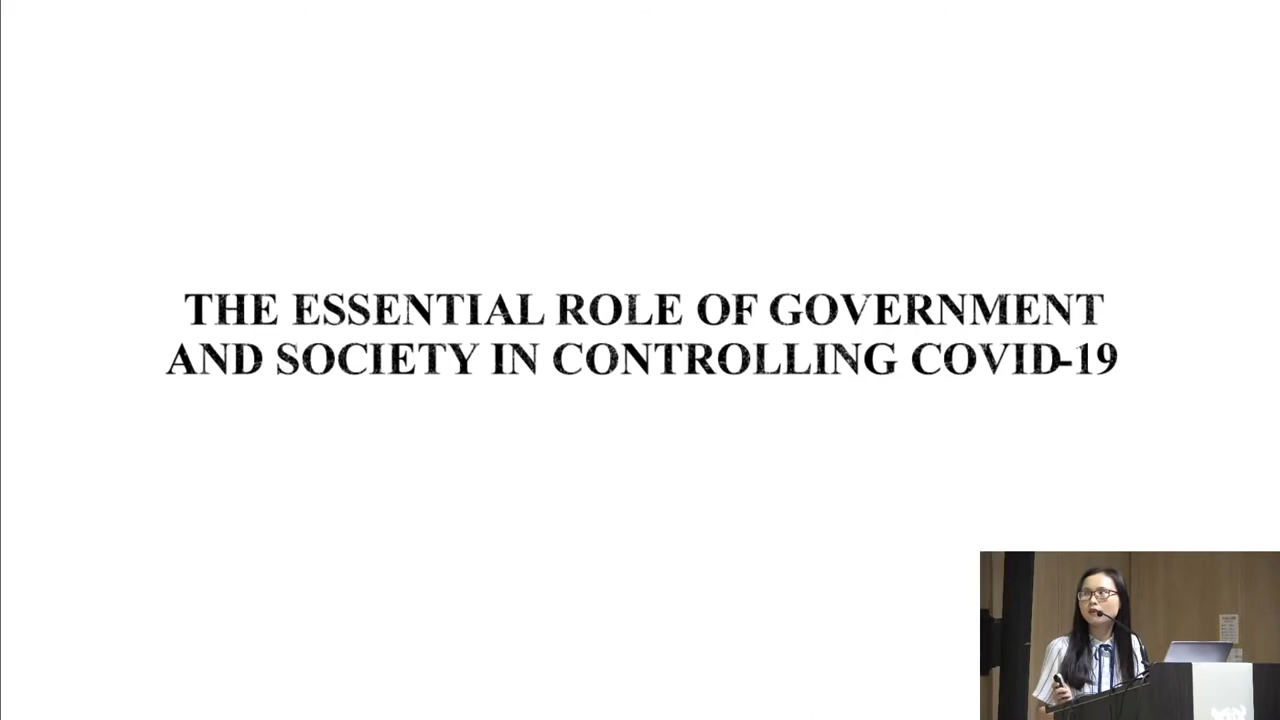 THE ESSENTIAL ROLE OF GOVERNMENT
AND SOCIETY IN CONTROLLING COVID-19